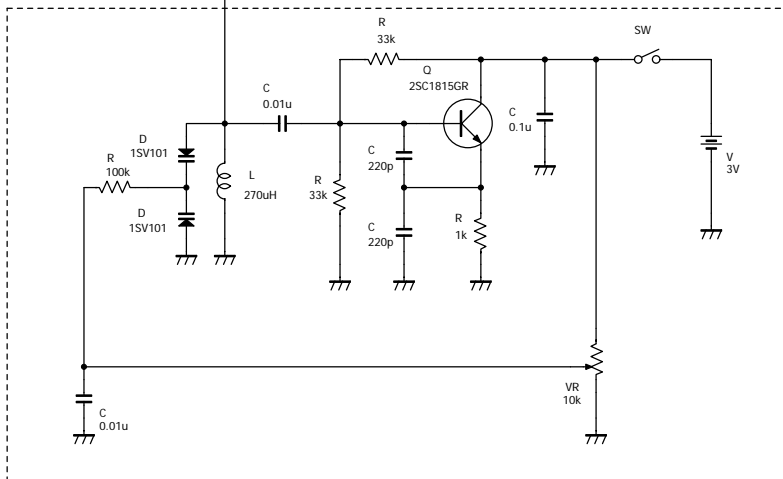 R
33k
SW
Q
2SC1815GR
C
0.01u
C
0.1u
D
1SV101
R
100k
L
270uH
C
220p
V
3V
R
33k
D
1SV101
C
220p
R
1k
VR
10k
C
0.01u